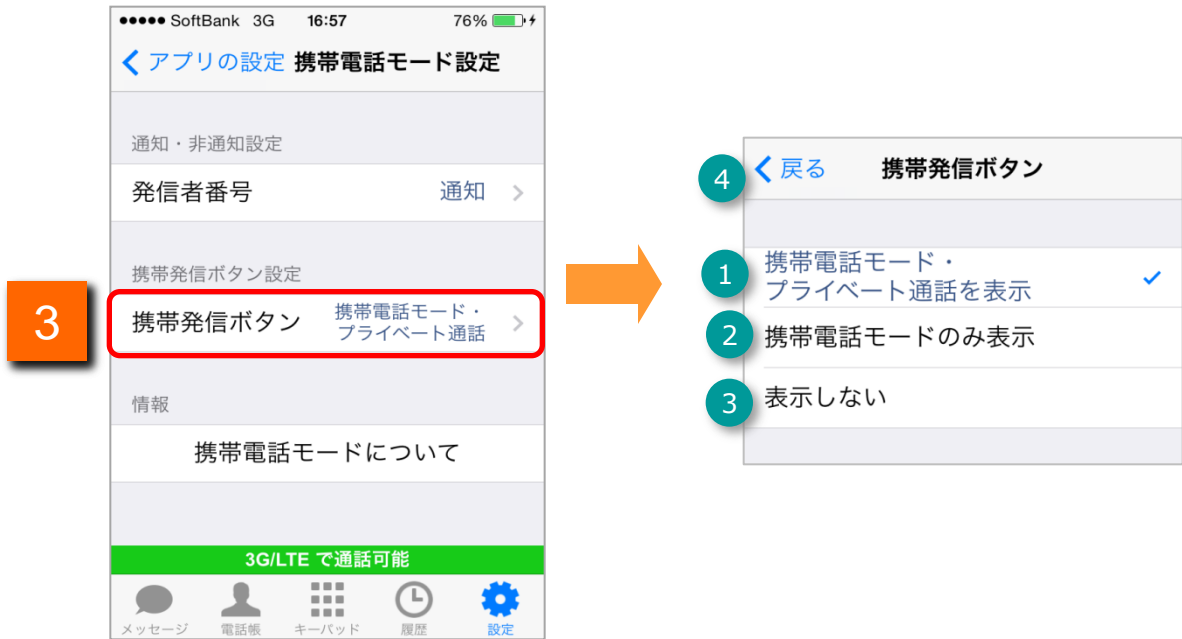 SoftBank 3G 16:57 76%
アプリの設定 携帯電話モード設定
通知・非通知設定
発信者番号 通知
携帯発信ボタン設定
3
携帯発信ボタン
携帯電話モード・
プライベート通話
情報
携帯電話モードについて
3G/LTE で通話可能
メッセージ 電話帳 キーパッド 履歴 設定
4 戻る 携帯発信ボタン
1 携帯電話モード・
プライベート通話を表示
2 携帯電話モードのみ表示
3 表示しない